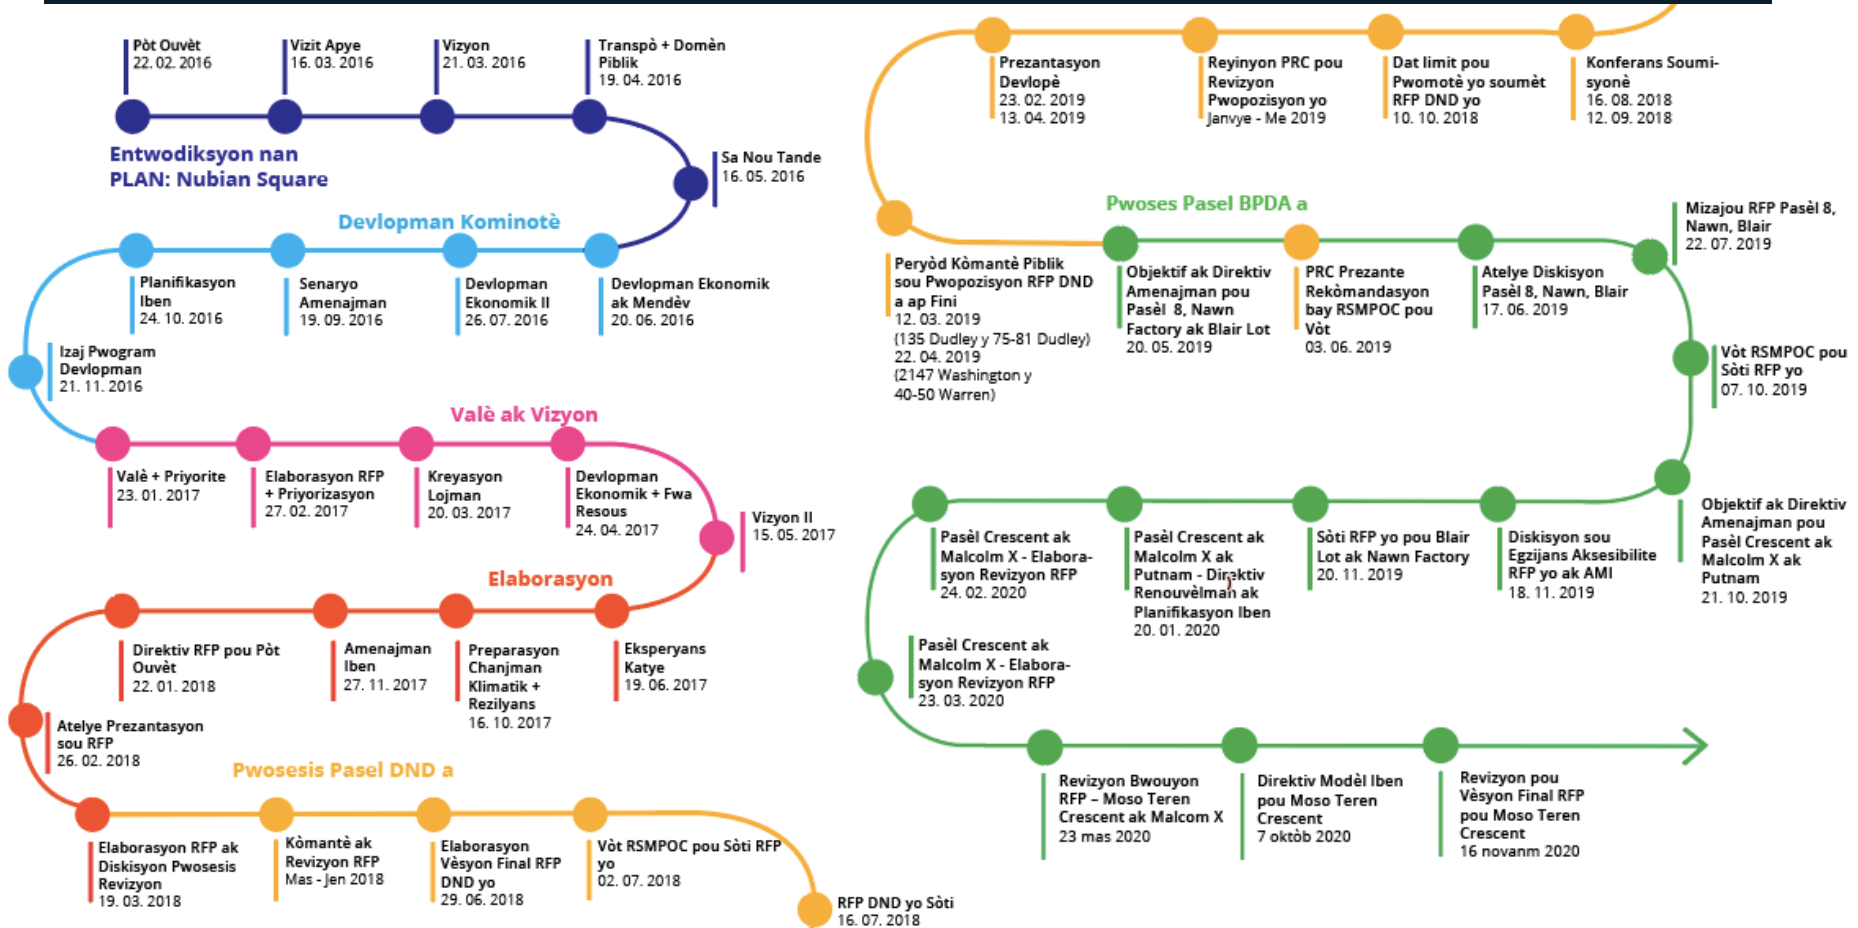 Pòt Ouvèt
22. 02. 2016
Vizit Apye
16. 03. 2016
Vizyon
21. 03. 2016
Transpò + Domèn
Piblik
19. 04. 2016
Entwodiksyon nan
PLAN: Nubian Square
Sa Nou Tande
16. 05. 2016
Devlopman Kominotè
Planifikasyon
Iben
24. 10. 2016
Senaryo
Amenajman
19. 09. 2016
Devlopman
Ekonomik II
26. 07. 2016
Devlopman Ekonomik
ak Mendèv
20. 06. 2016
Izaj Pwogram
Devlopman
21. 11. 2016
Valè ak Vizyon
Valè + Priyorite
23. 01. 2017
Elaborasyon RFP
+ Priyorizasyon
27. 02. 2017
Kreyasyon
Lojman
20. 03. 2017
Devlopman
Ekonomik + Fwa
Resous
24. 04. 2017
Vizyon II
15. 05. 2017
Elaborasyon
Direktiv RFP pou Pòt
Ouvèt
22. 01. 2018
Amenajman
Iben
27. 11. 2017
Preparasyon
Chanjman
Klimatik +
Rezilyans
16. 10. 2017
Eksperyans
Katye
19. 06. 2017
Atelye Prezantasyon
sou RFP
26. 02. 2018
Pwosesis Pasel DND a
Elaborasyon RFP ak
Diskisyon Pwosesis
Revizyon
19. 03. 2018
Kòmantè ak
Revizyon RFP
Mas - Jen 2018
Elaborasyon
Vèsyon Final RFP
DND yo
29. 06. 2018
Vòt RSMPOC pou Sòti RFP
yo
02. 07. 2018
RFP DND yo Sòti
16. 07. 2018
Prezantasyon
Devlopè
23. 02. 2019
13. 04. 2019
Reyinyon PRC pou
Revizyon
Pwopozisyon yo
Janvye - Me 2019
Dat limit pou
Pwomotè yo soumèt
RFP DND yo
10. 10. 2018
Konferans Soumi-
syonè
16. 08. 2018
12. 09. 2018
Pwoses Pasel BPDA a
Peryòd Kòmantè Piblik
sou Pwopozisyon RFP DND
a ap Fini
12. 03. 2019
(135 Dudley y 75-81 Dudley)
22. 04. 2019
(2147 Washington y
40-50 Warren)
Objektif ak Direktiv
Amenajman pou
Pasèl 8, Nawn
Factory ak Blair Lot
20. 05. 2019
PRC Prezante
Rekòmandasyon
bay RSMPOC pou
Vòt
03. 06. 2019
Atelye Diskisyon
Pasèl 8, Nawn, Blair
17. 06. 2019
Mizajou RFP Pasèl 8,
Nawn, Blair
22. 07. 2019
Vòt RSMPOC pou
Sòti RFP yo
07. 10. 2019
Pasèl Crescent ak
Malcolm X - Elabora-
syon Revizyon RFP
24. 02. 2020
Pasèl Crescent ak
Malcolm X ak
Putnam - Direktiv
Renouvèlman ak
Planifikasyon Iben
20. 01. 2020
Sòti RFP yo pou Blair
Lot ak Nawn Factory
20. 11. 2019
Diskisyon sou
Egzijans Aksesibilite
RFP yo ak AMI
18. 11. 2019
Objektif ak Direktiv
Amenajman pou
Pasèl Crescent ak
Malcolm X ak
Putnam
21. 10. 2019
Pasèl Crescent ak
Malcolm X - Elabora-
syon Revizyon RFP
23. 03. 2020
Revizyon Bwouyon
RFP – Moso Teren
Crescent ak Malcom X
23 mas 2020
Direktiv Modèl Iben
pou Moso Teren
Crescent
7 oktòb 2020
Revizyon pou
Vèsyon Final RFP
pou Moso Teren
Crescent
16 novanm 2020